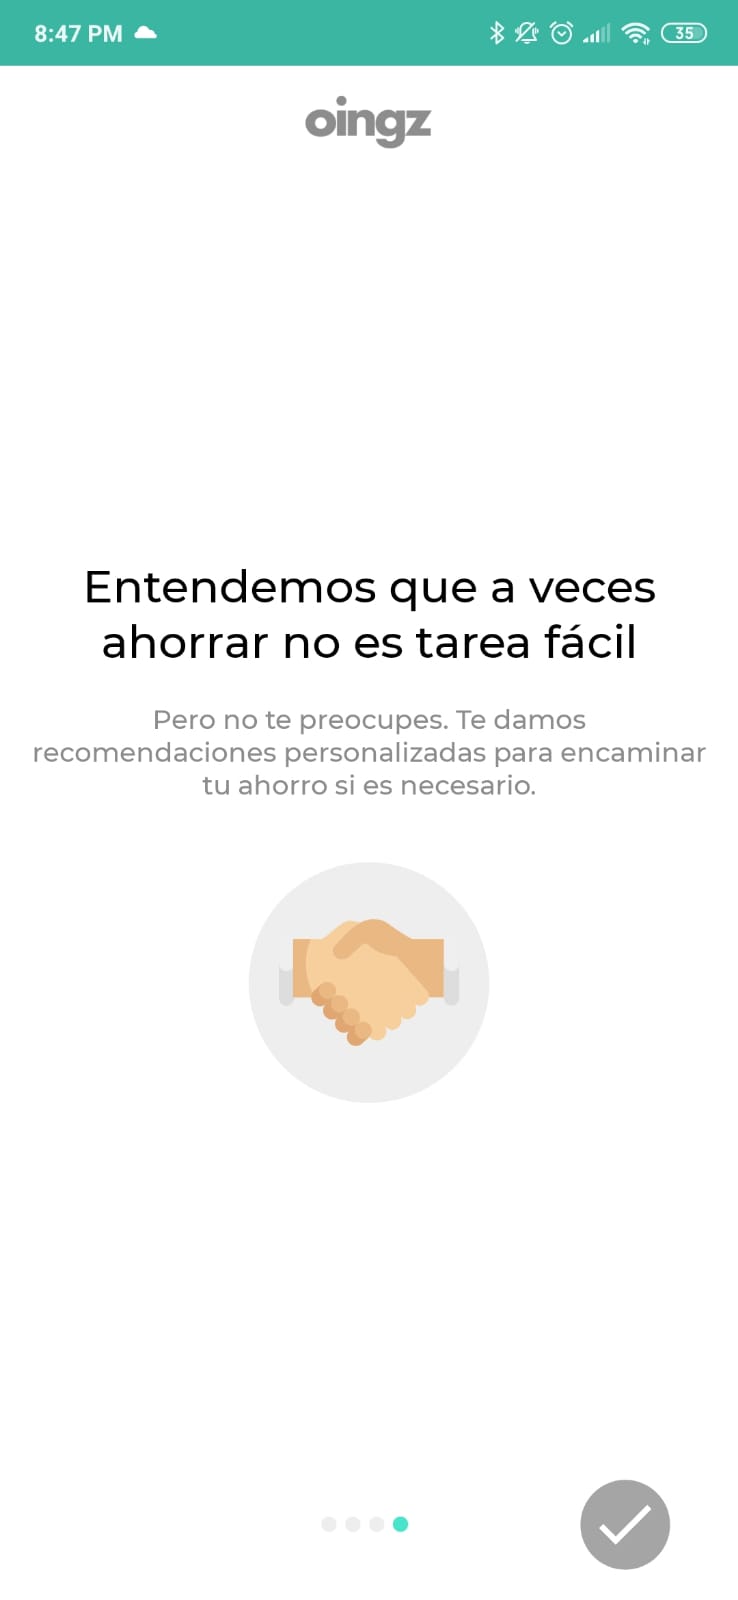 8:47 PM
35
oingz
Entendemos que a veces
ahorrar no es tarea fácil
Pero no te preocupes. Te damos
recomendaciones personalizadas para encaminar
tu ahorro si es necesario.